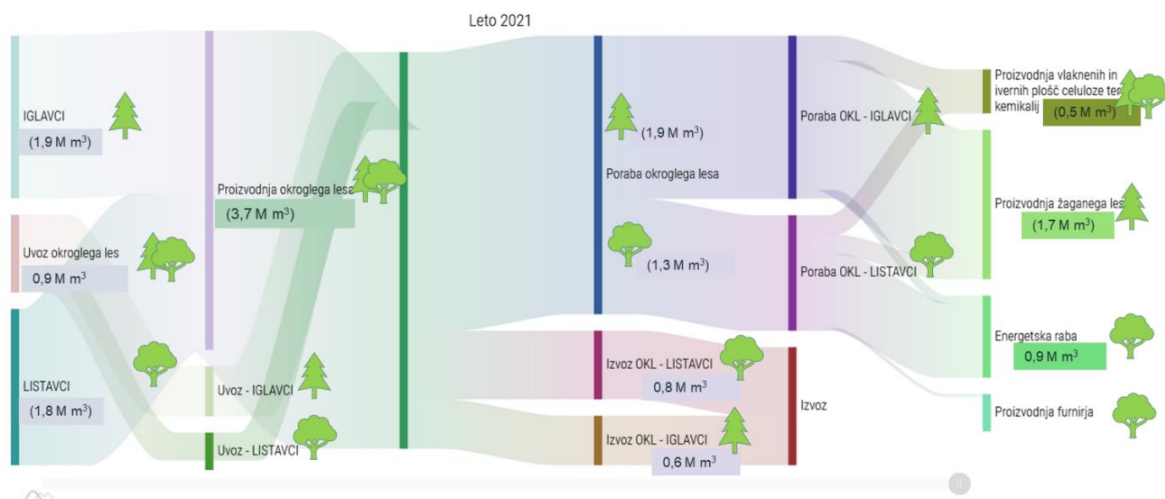 Leto 2021
IGLAVCI
(1,9 M m³)
Uvoz okroglega les
0,9 M m³
LISTAVCI
(1,8 M m³)
Proizvodnja okroglega lesa
(3,7 M m³)
Uvoz - IGLAVCI
Uvoz - LISTAVCI
(1,9 M m³)
Poraba okroglega lesa
(1,3 M m³)
Izvoz OKL - LISTAVCI
0,8 M m³
Izvoz OKL - IGLAVCI
0,6 M m³
Poraba OKL - IGLAVCI
Poraba OKL - LISTAVCI
Izvoz
Proizvodnja vlaknenih in
ivernih plošč celuloze ter
kemikalij
(0,5 M m³)
Proizvodnja žaganega les
(1,7 M m³)
Energetska raba
0,9 M m³
Proizvodnja furnirja